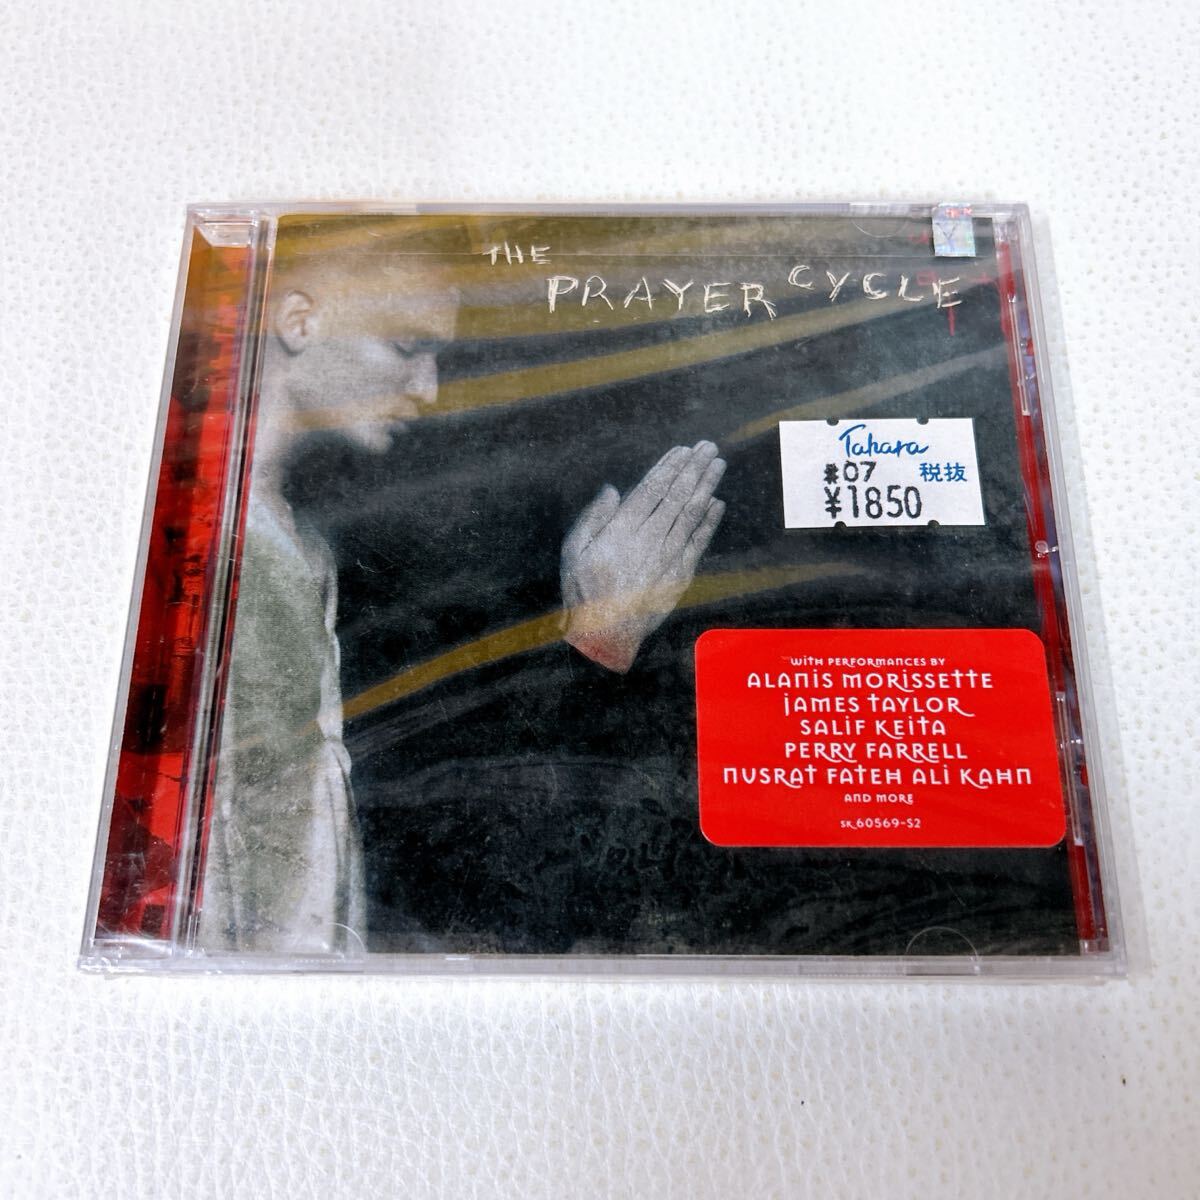 THE
PRAYER CYCLE
Tahara
#07 税抜
¥1850
WITH PERFORMANCES BY
ALANIS MORISSETTE
JAMES TAYLOR
SALIF KEITA
PERRY FARRELL
NUSRAT FATEH ALI KAHN
AND MORE
SK 60569-S2